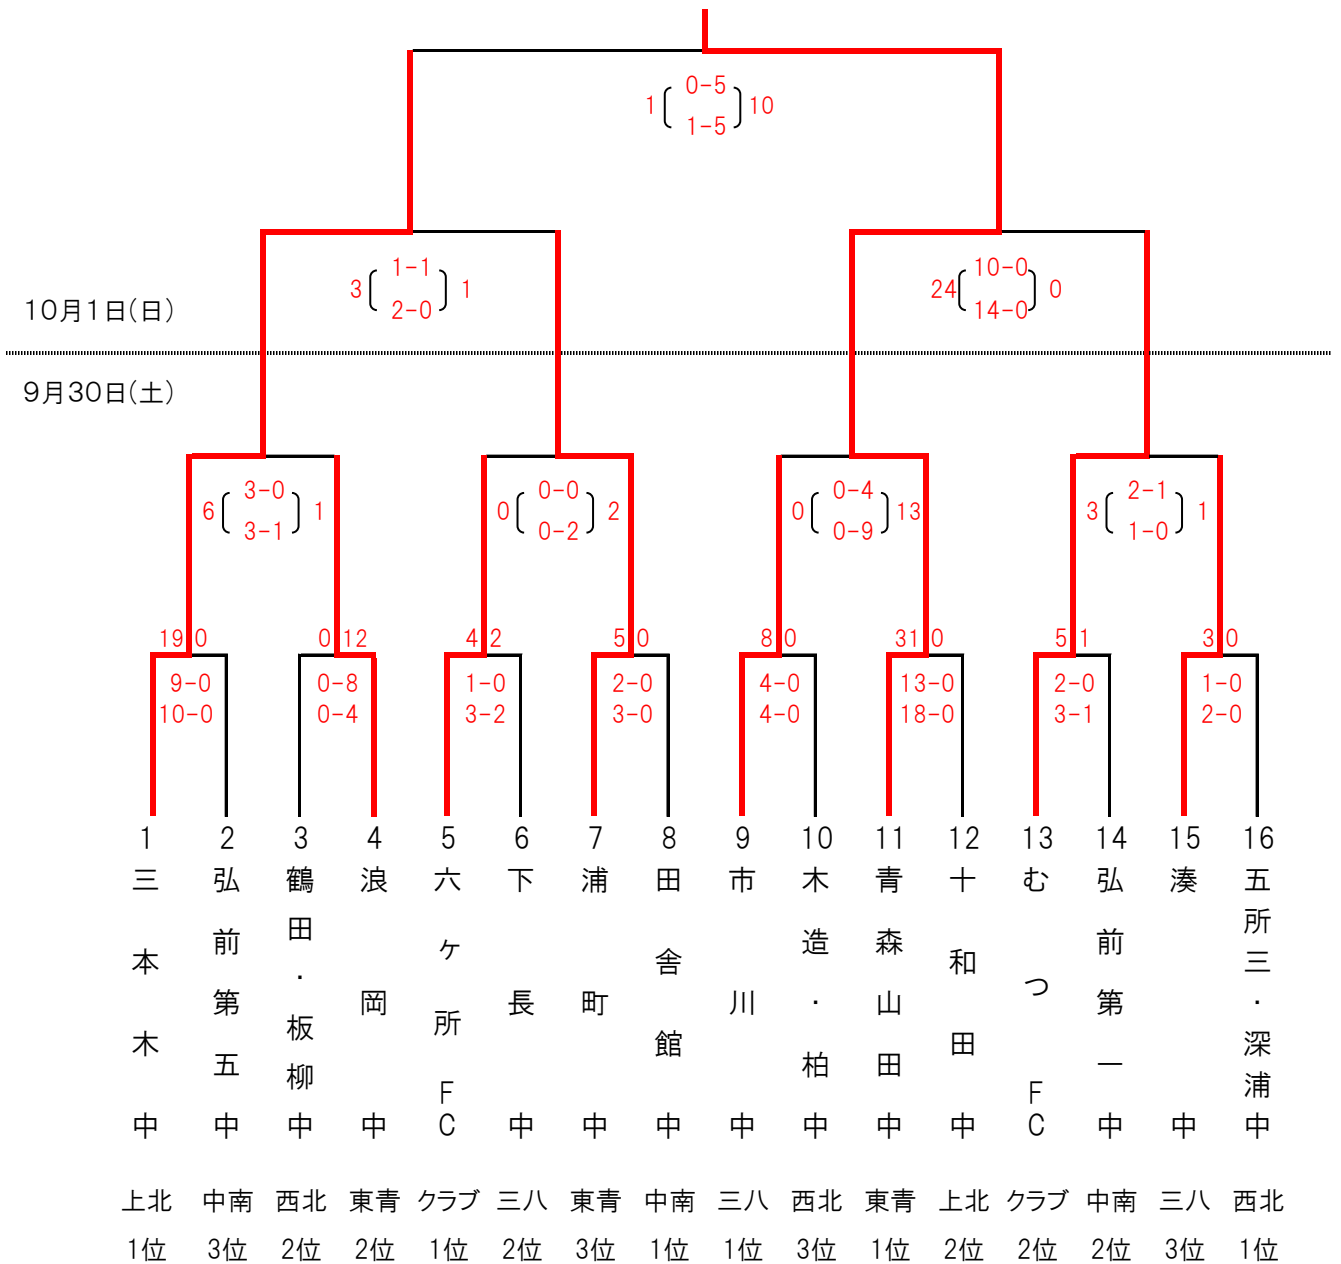 0-5
1 10
1-5
1-1 10-0
3 1 24 0
2-0 14-0
10月1日(日)
9月30日(土)
3-0 0-0 0-4 2-1
6 1 0 2 0 13 3 1
3-1 0-2 0-9 1-0
19 0 0 12 4 2 5 0 8 0 31 0 5 1 3 0
9-0 0-8 1-0 2-0 4-0 13-0 2-0 1-0
10-0 0-4 3-2 3-0 4-0 18-0 3-1 2-0
1 2 3 4 5 6 7 8 9 10 11 12 13 14 15 16
三本木中
弘前第五中
鶴田・板柳中
浪岡中
六ヶ所FC
下長中
浦町中
田舎館中
市川中
木造・柏中
青森山田中
十和田中
むつFC
弘前第一中
湊中
五所三・深浦中
上北 中南 西北 東青 クラブ 三八 東青 中南 三八 西北 東青 上北 クラブ 中南 三八 西北
1位 3位 2位 2位 1位 2位 3位 1位 1位 3位 1位 2位 2位 2位 3位 1位